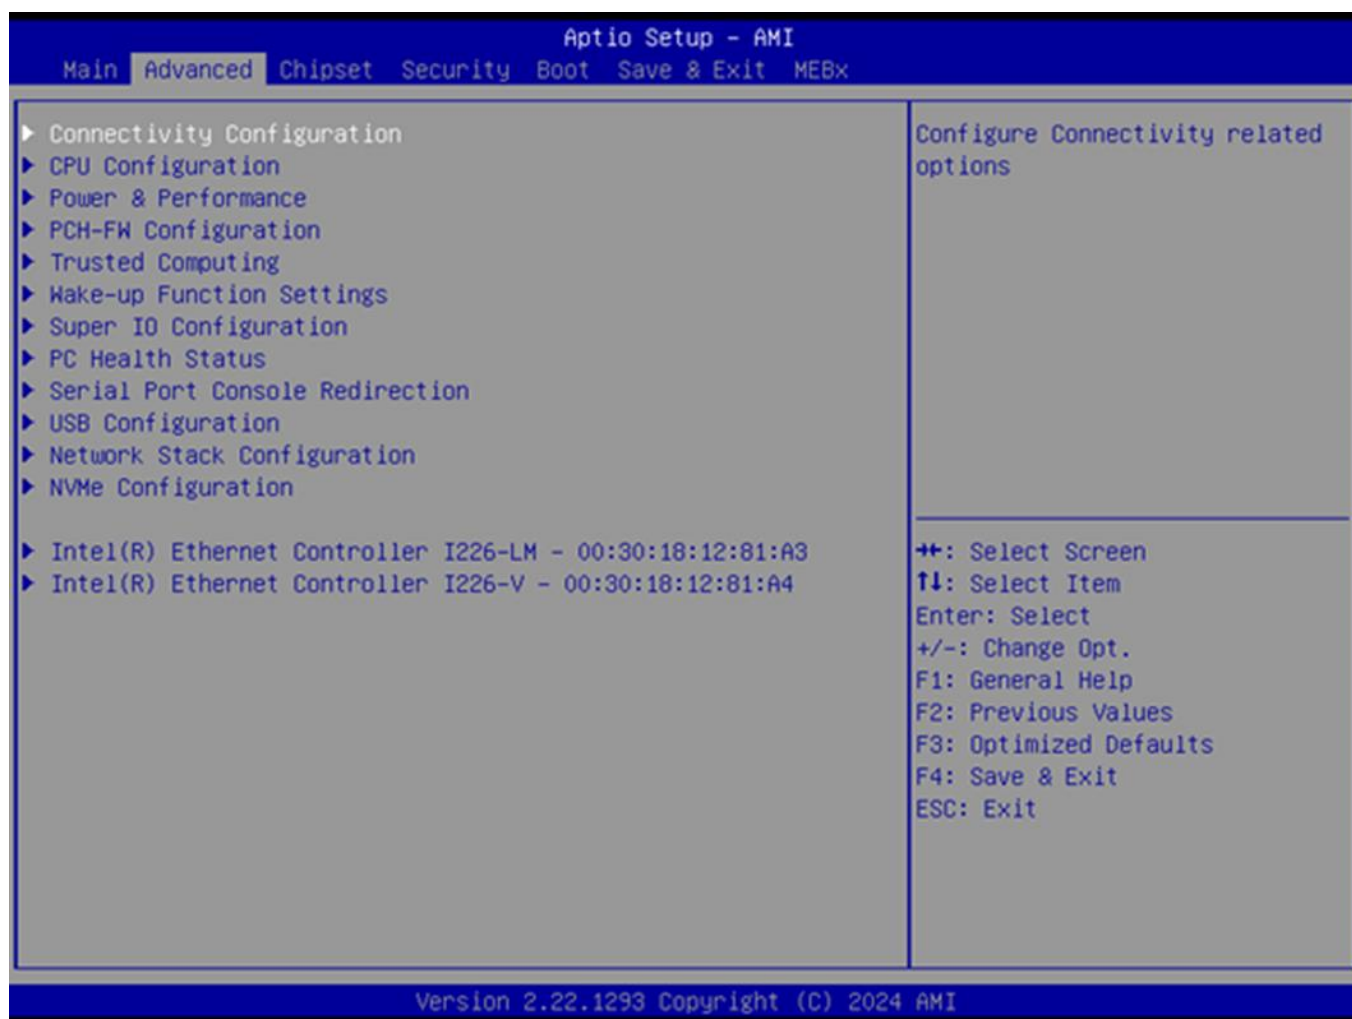 Aptio Setup - AMI
Main Advanced Chipset Security Boot Save & Exit MEBx
Connectivity Configuration
CPU Configuration
Power & Performance
PCH-FW Configuration
Trusted Computing
Wake-up Function Settings
Super IO Configuration
PC Health Status
Serial Port Console Redirection
USB Configuration
Network Stack Configuration
NVMe Configuration
Intel(R) Ethernet Controller I226-LM - 00:30:18:12:81:A3
Intel(R) Ethernet Controller I226-V - 00:30:18:12:81:A4
Configure Connectivity related
options
→←: Select Screen
↑↓: Select Item
Enter: Select
+/-: Change Opt.
F1: General Help
F2: Previous Values
F3: Optimized Defaults
F4: Save & Exit
ESC: Exit
Version 2.22.1293 Copyright (C) 2024 AMI